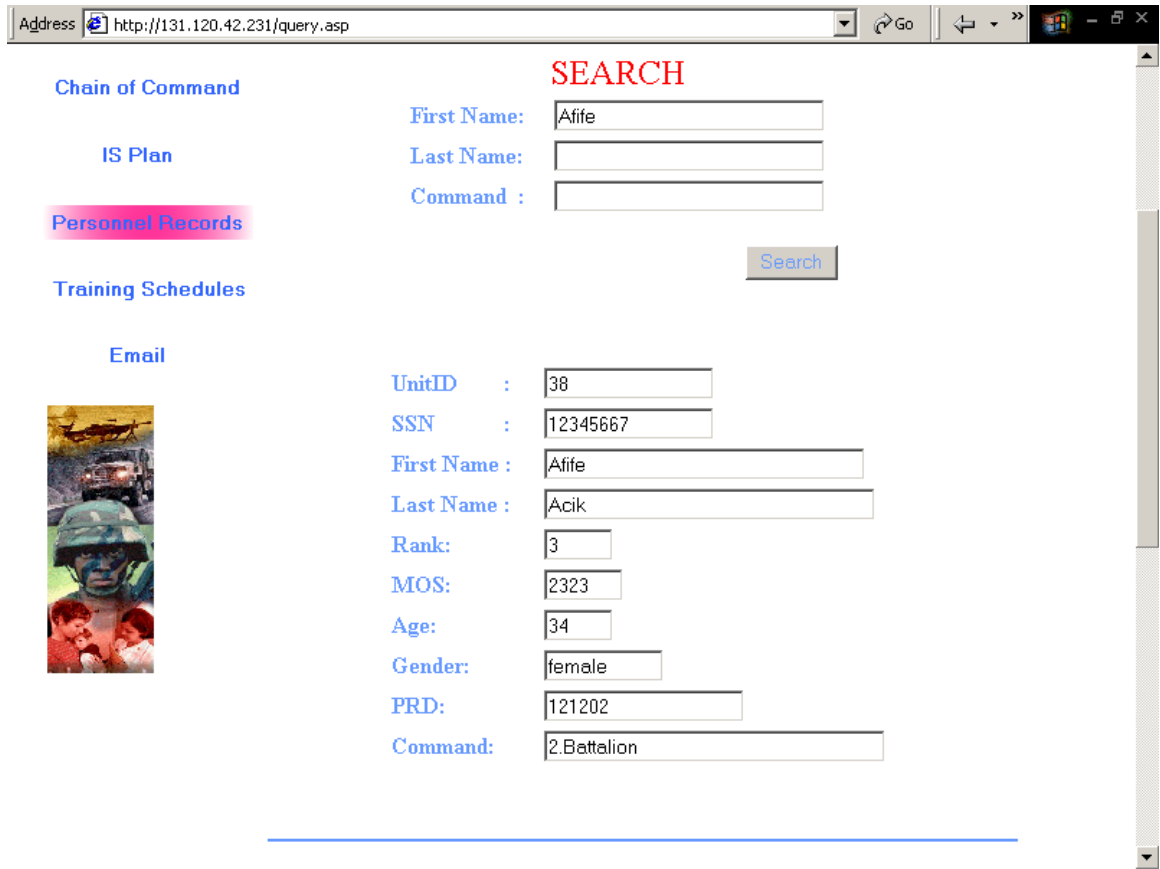 Address http://131.120.42.231/query.asp Go »
Chain of Command
IS Plan
Personnel Records
Training Schedules
Email
SEARCH
First Name: Afife
Last Name:
Command :
Search
UnitID : 38
SSN : 12345667
First Name : Afife
Last Name : Acik
Rank: 3
MOS: 2323
Age: 34
Gender: female
PRD: 121202
Command: 2.Battalion